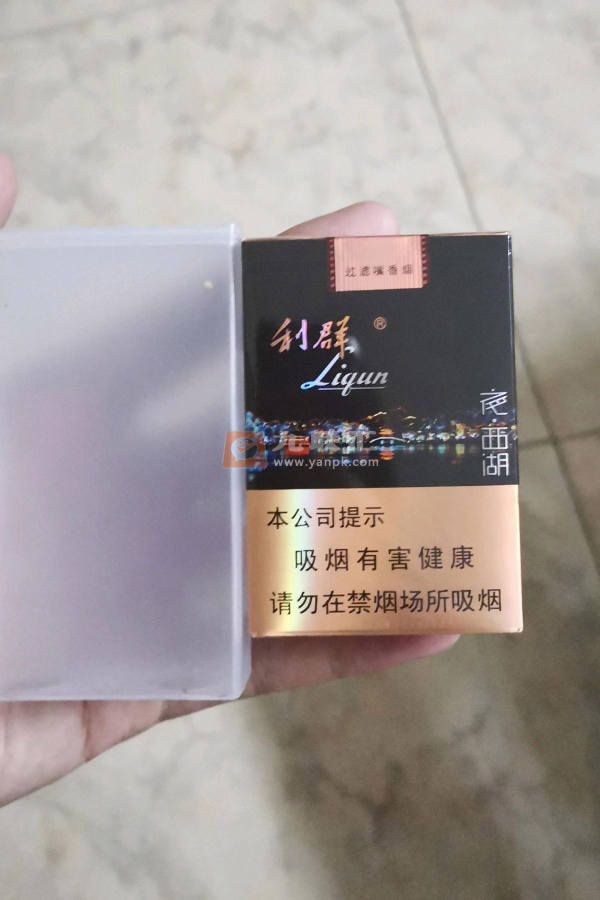 过滤嘴香烟
利群®
Liqun
夜·西湖
www.yanpk.com
本公司提示
吸烟有害健康
请勿在禁烟场所吸烟